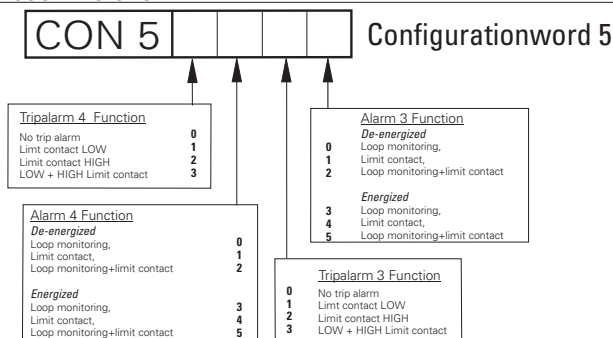 CON 5
Configurationword 5
Tripalarm 4 Function
No trip alarm 0
Limt contact LOW 1
Limit contact HIGH 2
LOW + HIGH Limit contact 3
Alarm 3 Function
De-energized
0 Loop monitoring,
1 Limit contact,
2 Loop monitoring+limit contact
Energized
3 Loop monitoring,
4 Limit contact,
5 Loop monitoring+limit contact
Alarm 4 Function
De-energized
Loop monitoring, 0
Limit contact, 1
Loop monitoring+limit contact 2
Energized
Loop monitoring, 3
Limit contact, 4
Loop monitoring+limit contact 5
Tripalarm 3 Function
0 No trip alarm
1 Limt contact LOW
2 Limit contact HIGH
3 LOW + HIGH Limit contact